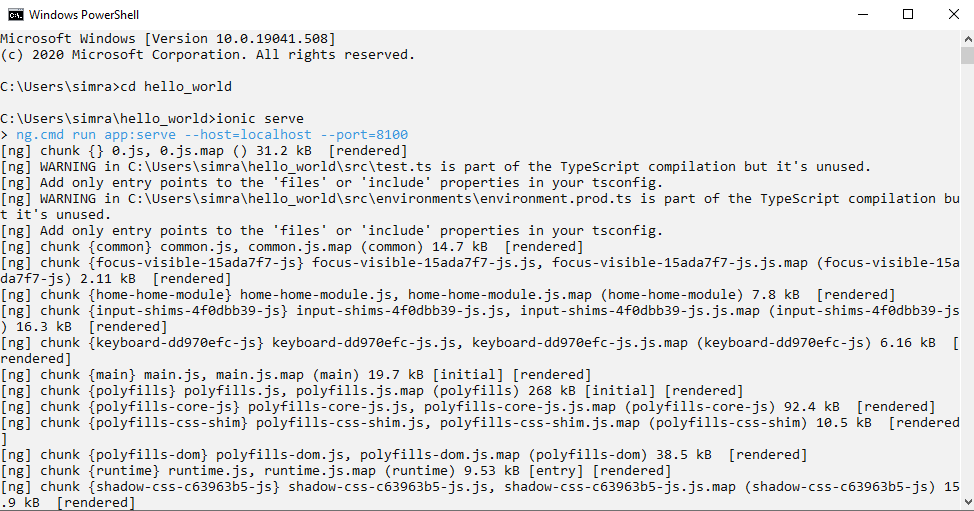 Windows PowerShell
Microsoft Windows [Version 10.0.19041.508]
(c) 2020 Microsoft Corporation. All rights reserved.
C:\Users\simra>cd hello_world
C:\Users\simra\hello_world>ionic serve
> ng.cmd run app:serve --host=localhost --port=8100
[ng] chunk {} 0.js, 0.js.map () 31.2 kB  [rendered]
[ng] WARNING in C:\Users\simra\hello_world\src\test.ts is part of the TypeScript compilation but it's unused.
[ng] Add only entry points to the 'files' or 'include' properties in your tsconfig.
[ng] WARNING in C:\Users\simra\hello_world\src\environments\environment.prod.ts is part of the TypeScript compilation bu
t it's unused.
[ng] Add only entry points to the 'files' or 'include' properties in your tsconfig.
[ng] chunk {common} common.js, common.js.map (common) 14.7 kB  [rendered]
[ng] chunk {focus-visible-15ada7f7-js} focus-visible-15ada7f7-js.js, focus-visible-15ada7f7-js.js.map (focus-visible-15a
da7f7-js) 2.11 kB  [rendered]
[ng] chunk {home-home-module} home-home-module.js, home-home-module.js.map (home-home-module) 7.8 kB  [rendered]
[ng] chunk {input-shims-4f0dbb39-js} input-shims-4f0dbb39-js.js, input-shims-4f0dbb39-js.js.map (input-shims-4f0dbb39-js
) 16.3 kB  [rendered]
[ng] chunk {keyboard-dd970efc-js} keyboard-dd970efc-js.js, keyboard-dd970efc-js.js.map (keyboard-dd970efc-js) 6.16 kB  [
rendered]
[ng] chunk {main} main.js, main.js.map (main) 19.7 kB [initial] [rendered]
[ng] chunk {polyfills} polyfills.js, polyfills.js.map (polyfills) 268 kB [initial] [rendered]
[ng] chunk {polyfills-core-js} polyfills-core-js.js, polyfills-core-js.js.map (polyfills-core-js) 92.4 kB  [rendered]
[ng] chunk {polyfills-css-shim} polyfills-css-shim.js, polyfills-css-shim.js.map (polyfills-css-shim) 10.5 kB  [rendered
]
[ng] chunk {polyfills-dom} polyfills-dom.js, polyfills-dom.js.map (polyfills-dom) 38.5 kB  [rendered]
[ng] chunk {runtime} runtime.js, runtime.js.map (runtime) 9.53 kB [entry] [rendered]
[ng] chunk {shadow-css-c63963b5-js} shadow-css-c63963b5-js.js, shadow-css-c63963b5-js.js.map (shadow-css-c63963b5-js) 15
.9 kB  [rendered]